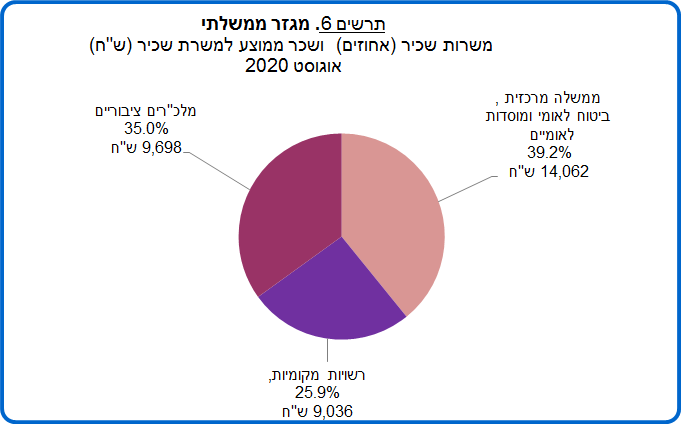 תרשים 6. מגזר ממשלתי
משרות שכיר (אחוזים) ושכר ממוצע למשרת שכיר (ש"ח)
אוגוסט 2020
ממשלה מרכזית ,
ביטוח לאומי ומוסדות
לאומיים
39.2%
14,062 ש"ח
מלכ"רים ציבוריים
35.0%
9,698 ש"ח
רשויות מקומיות,
25.9%
9,036 ש"ח